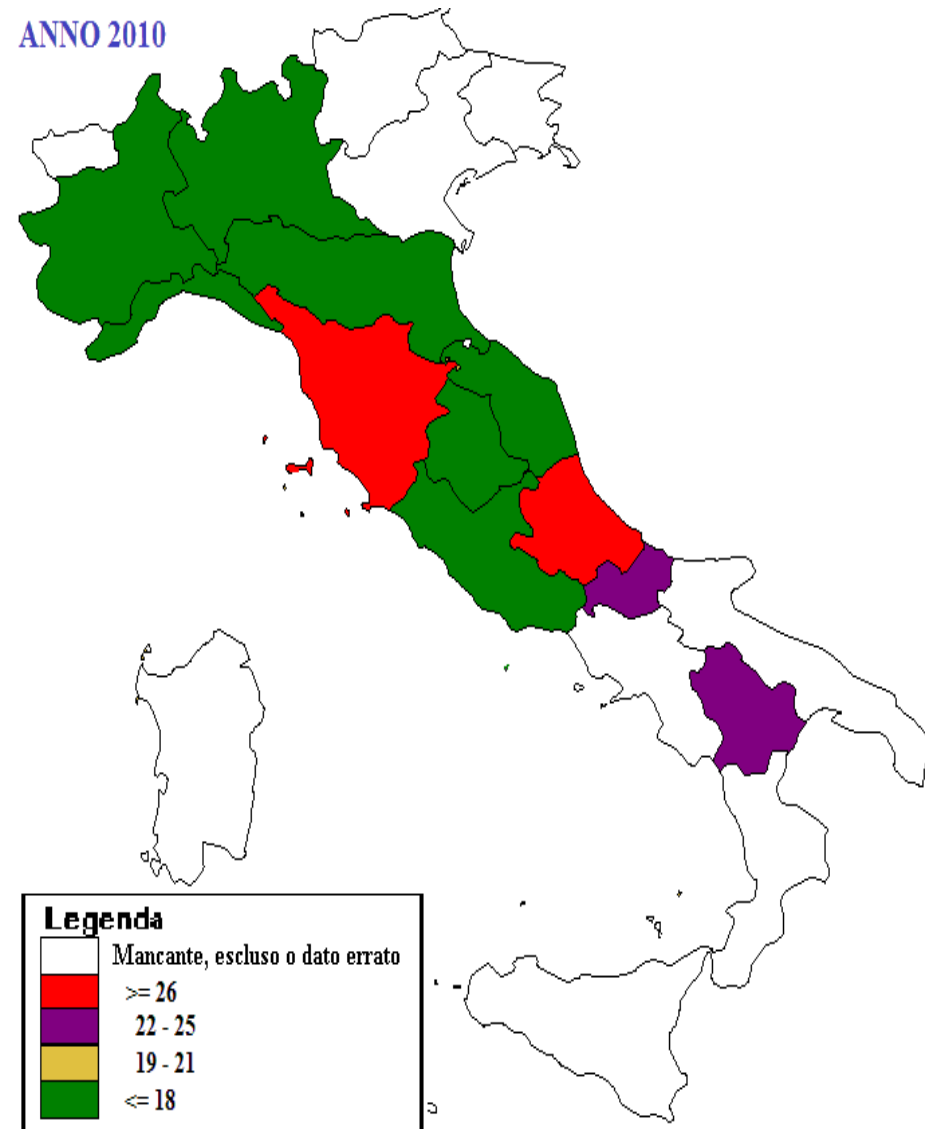 ANNO 2010
Legenda
Mancante, escluso o dato errato
>= 26
22 - 25
19 - 21
<= 18